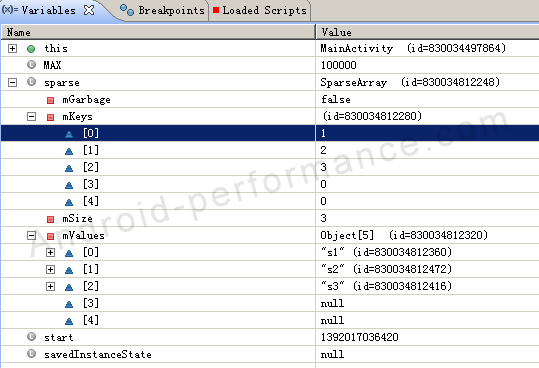 (x)= Variables Breakpoints Loaded Scripts
Name Value
this MainActivity (id=830034497864)
MAX 100000
sparse SparseArray (id=830034812248)
mGarbage false
mKeys (id=830034812280)
[0] 1
[1] 2
[2] 3
[3] 0
[4] 0
mSize 3
mValues Object[5] (id=830034812320)
[0] "s1" (id=830034812360)
[1] "s2" (id=830034812472)
[2] "s3" (id=830034812416)
[3] null
[4] null
start 1392017036420
savedInstanceState null
Android-performance.com